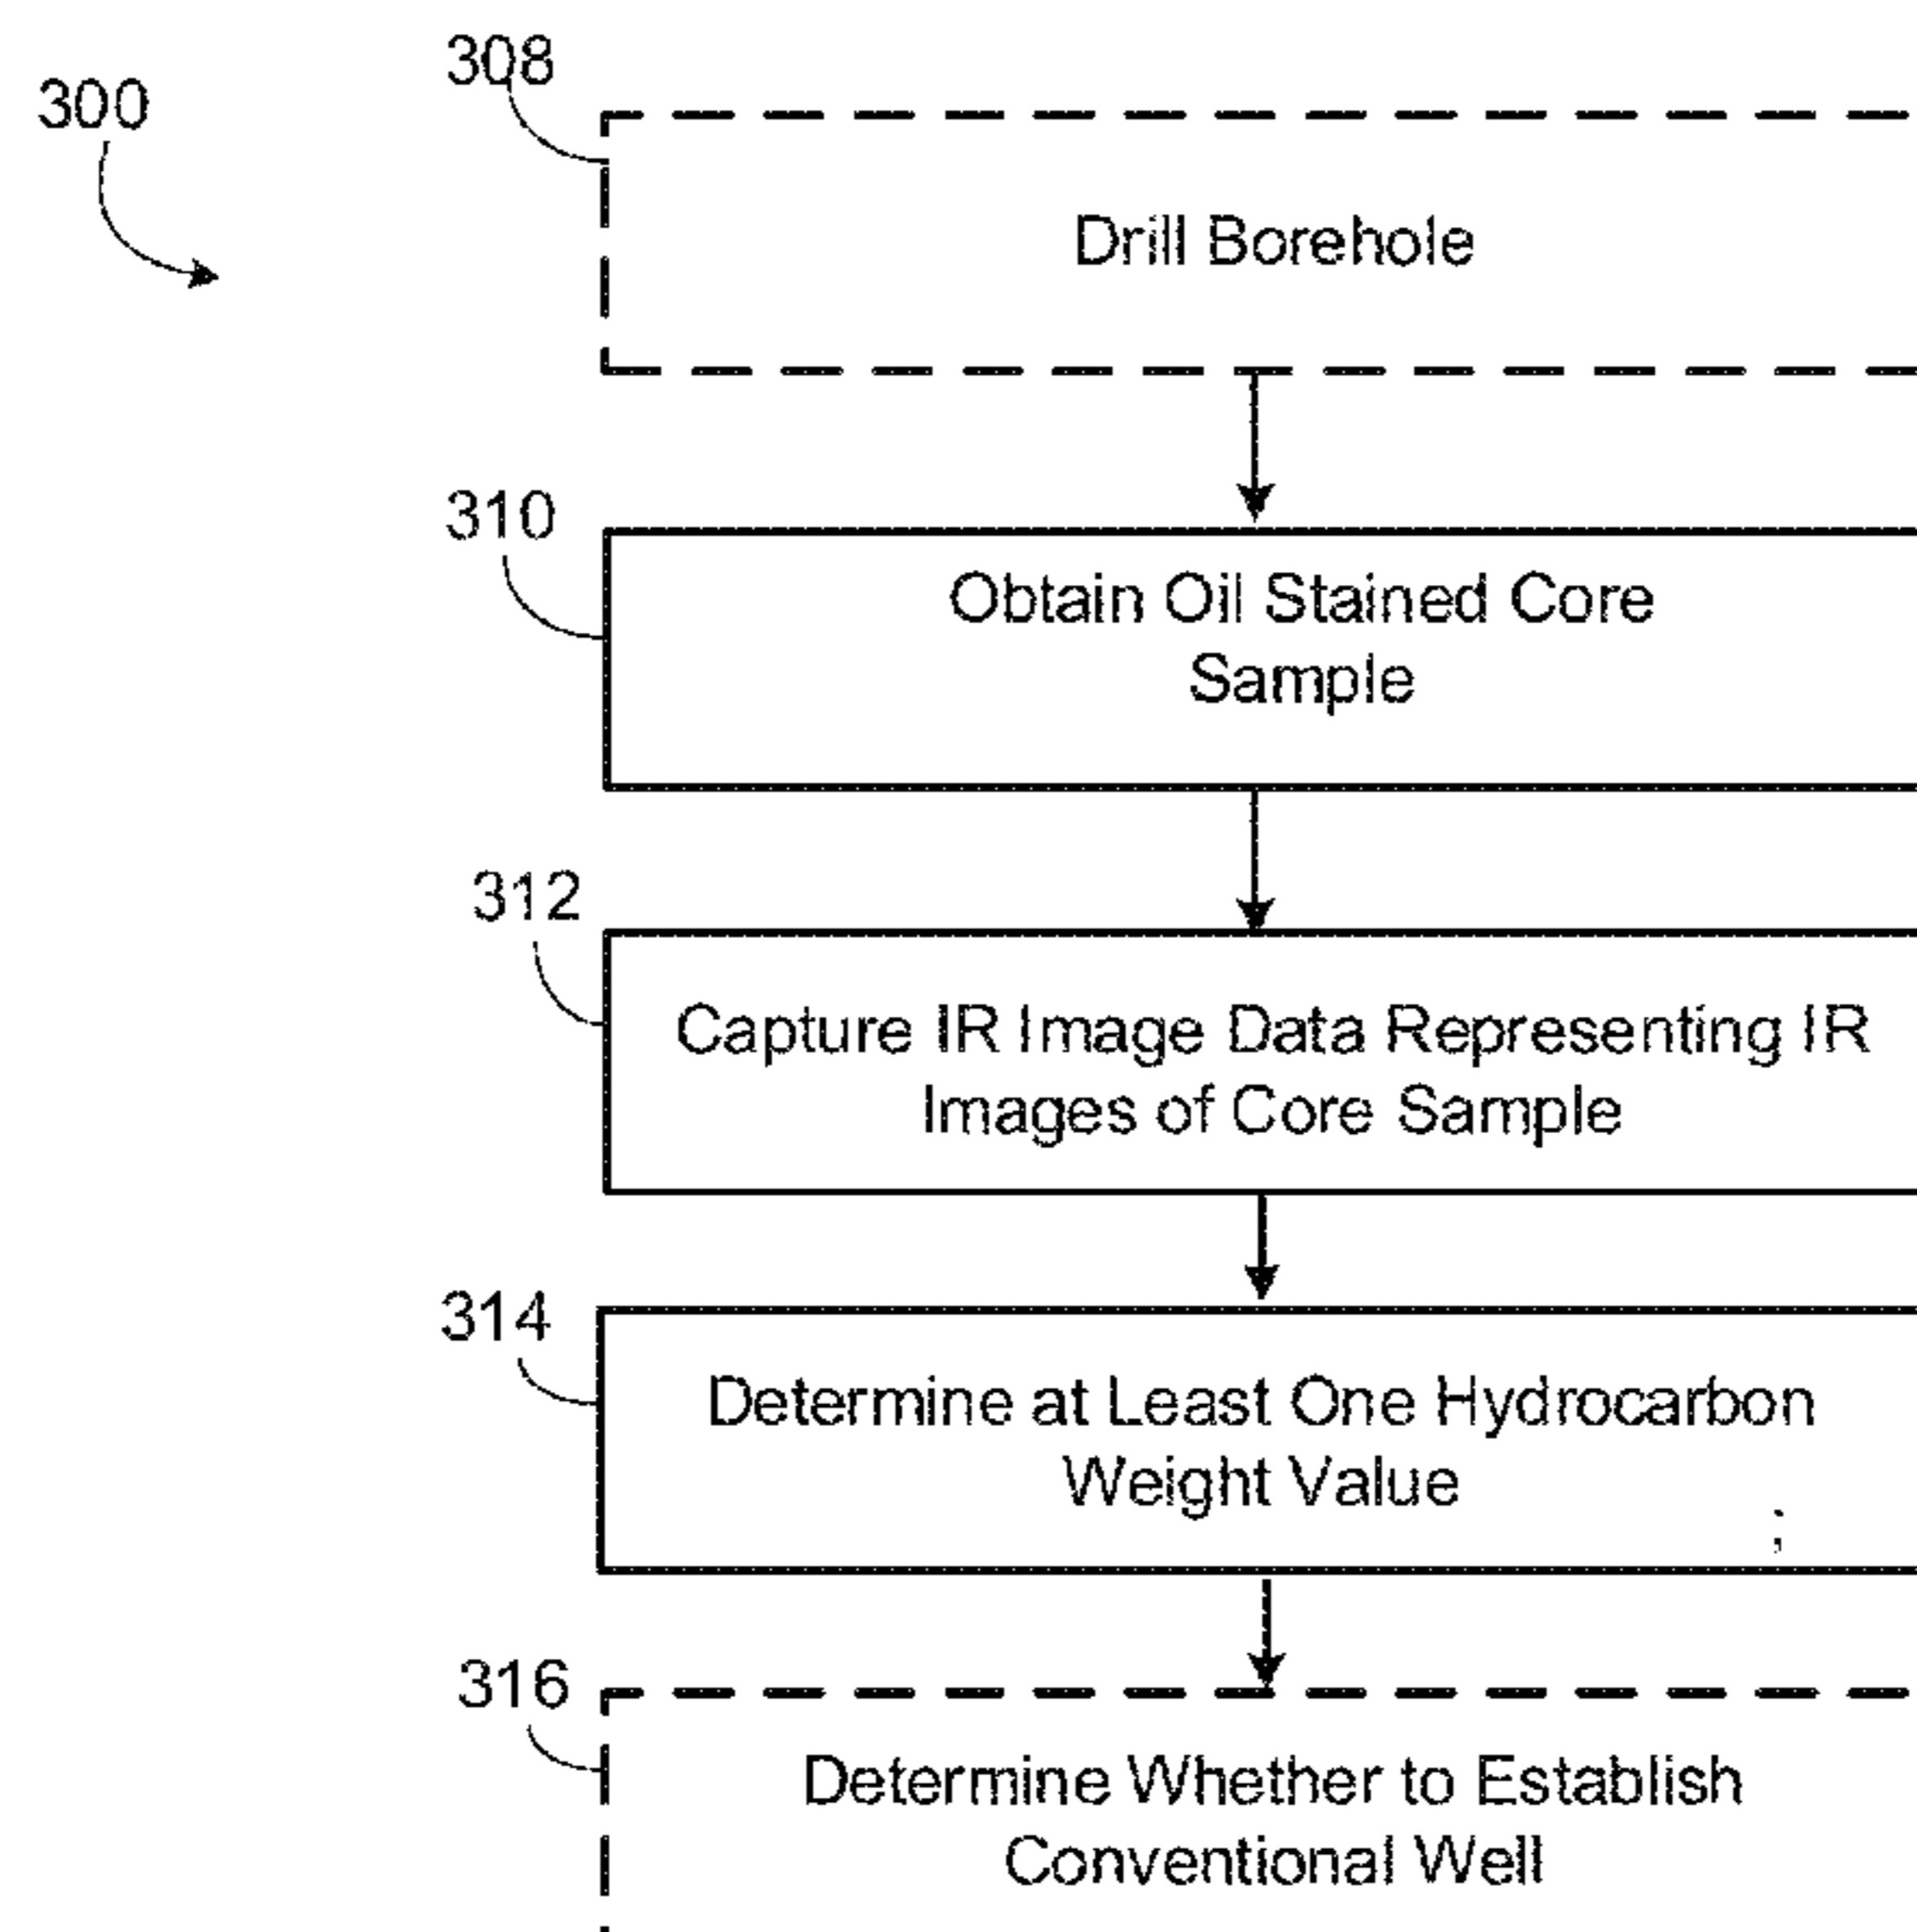 300
308
Drill Borehole
310
Obtain Oil Stained Core
Sample
312
Capture IR Image Data Representing IR
Images of Core Sample
314
Determine at Least One Hydrocarbon
Weight Value
;
316
Determine Whether to Establish
Conventional Well